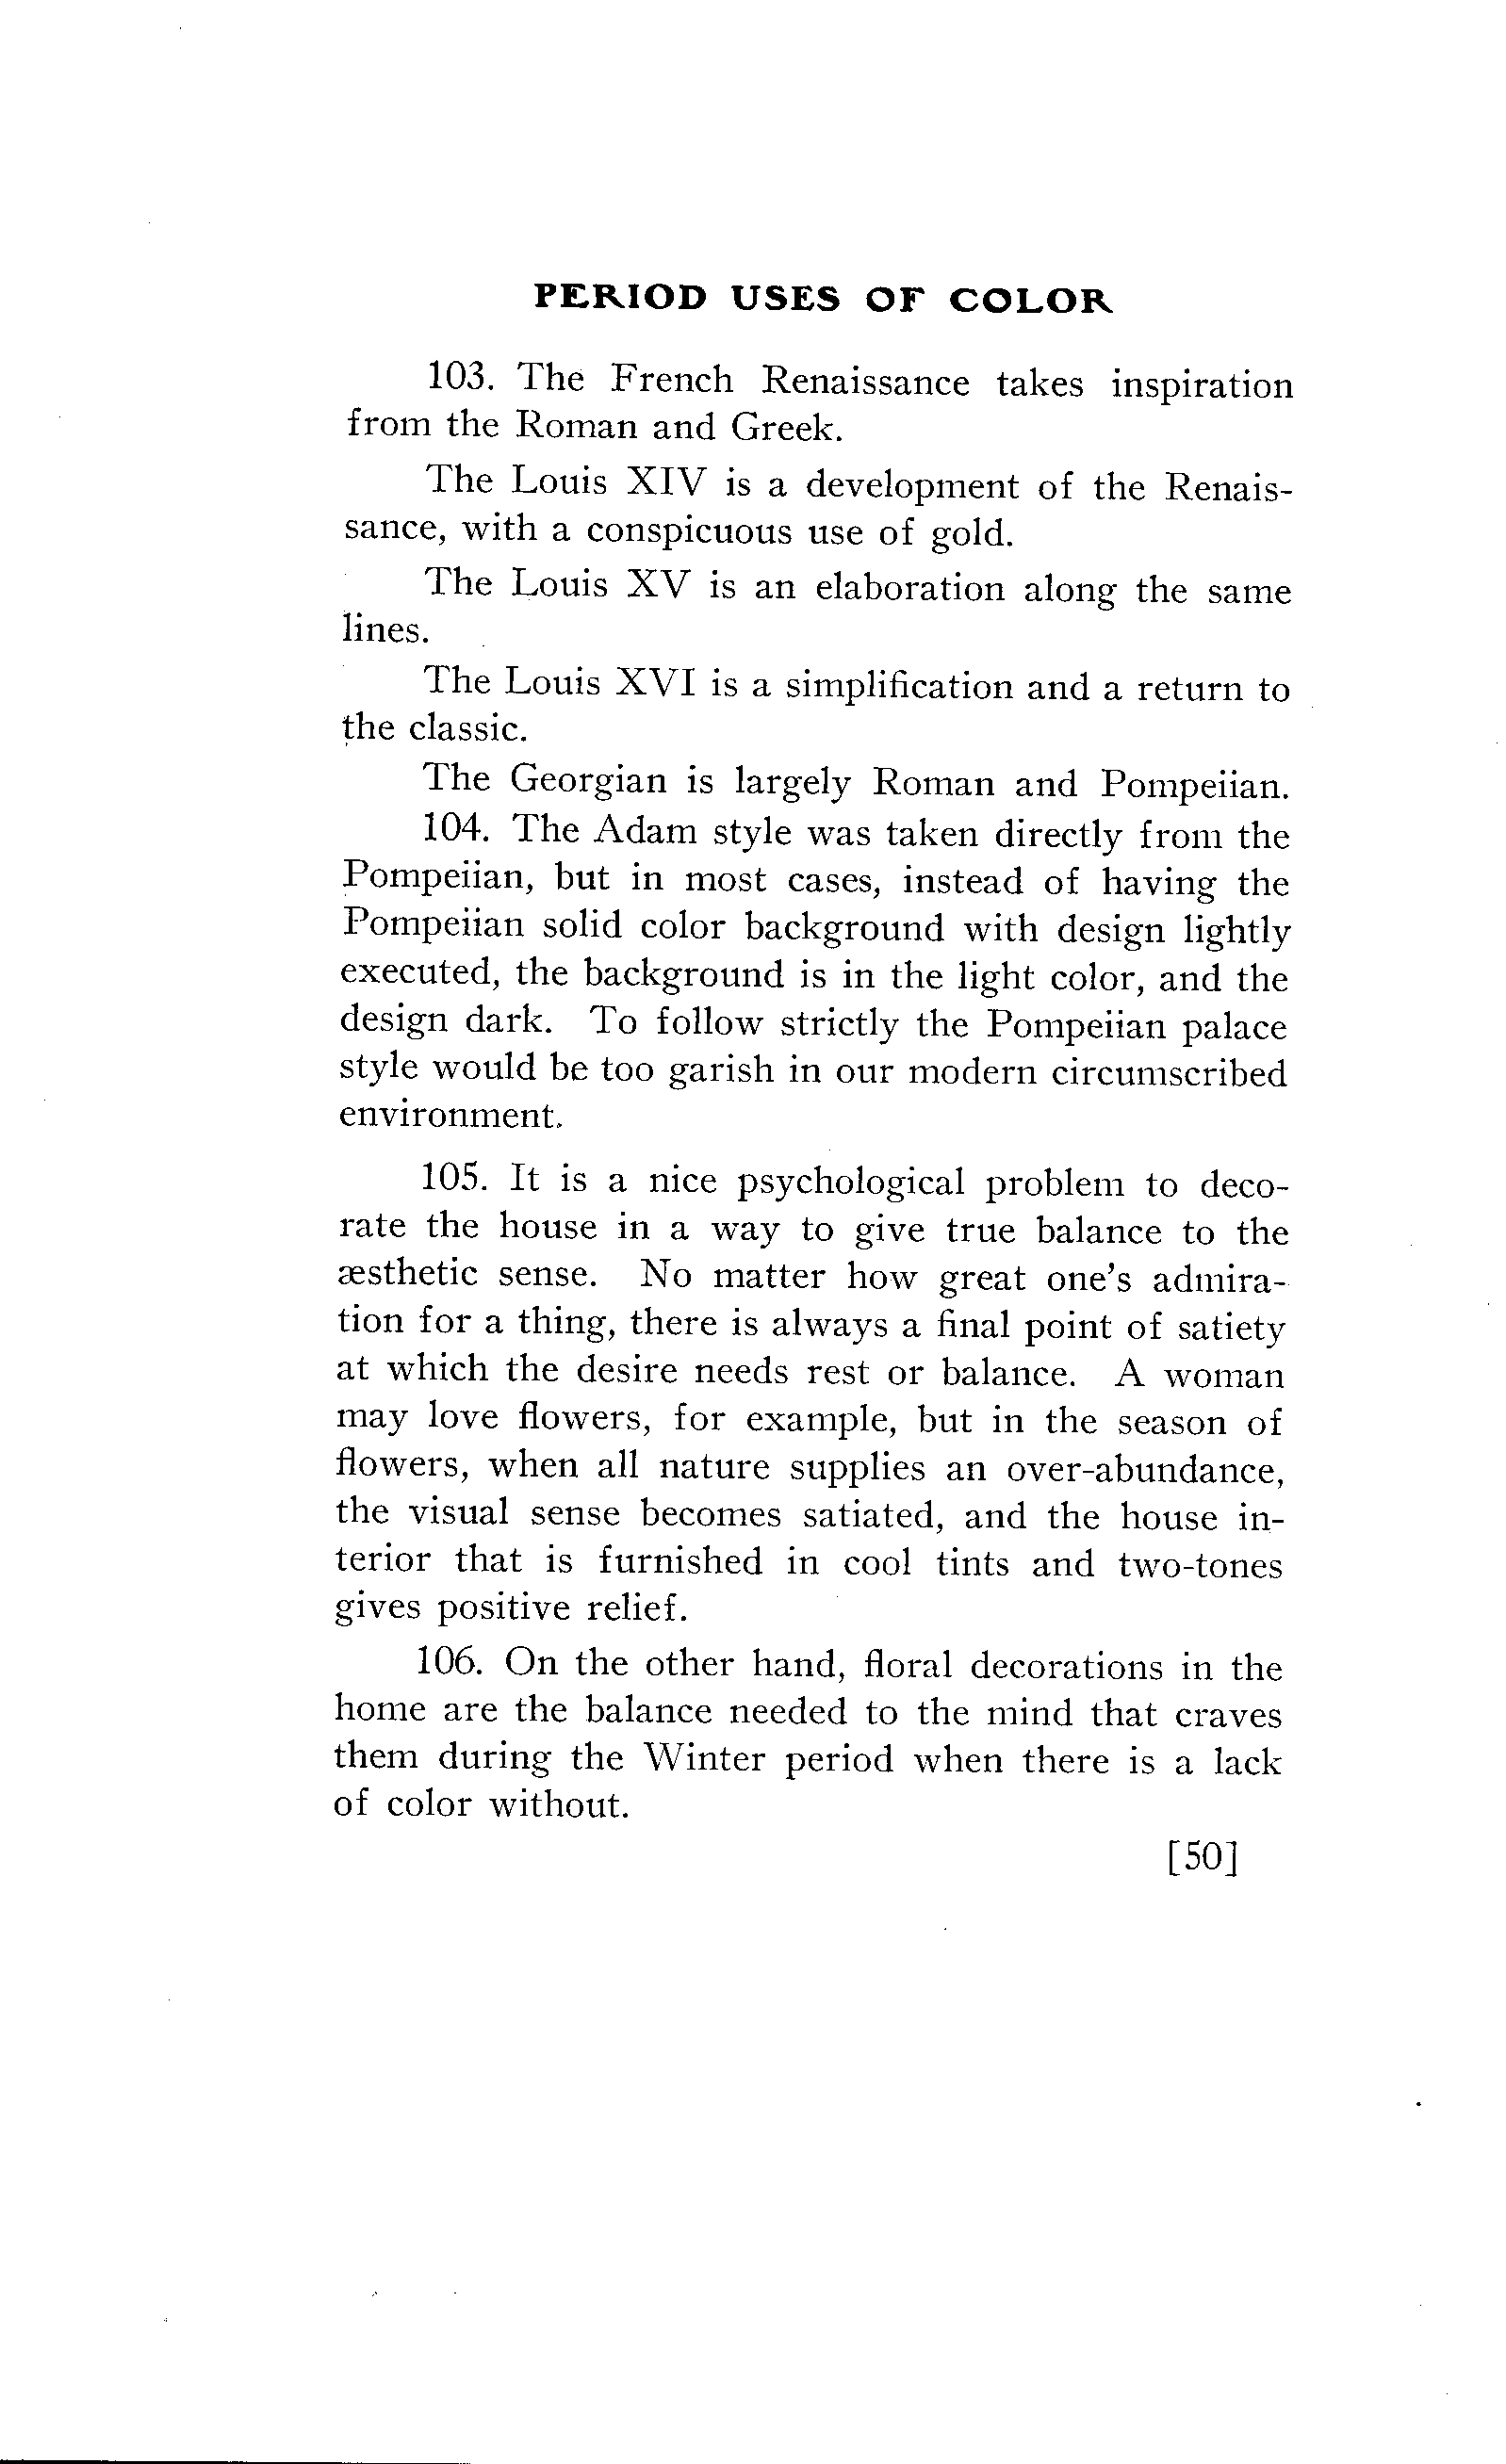 PERIOD USES OF COLOR
103. The French Renaissance takes inspiration
from the Roman and Greek.
The Louis XIV is a development of the Renais-
sance, with a conspicuous use of gold.
The Louis XV is an elaboration along the same
lines.
The Louis XVI is a simplification and a return to
the classic.
The Georgian is largely Roman and Pompeiian.
104. The Adam style was taken directly from the
Pompeiian, but in most cases, instead of having the
Pompeiian solid color background with design lightly
executed, the background is in the light color, and the
design dark. To follow strictly the Pompeiian palace
style would be too garish in our modern circumscribed
environment.
105. It is a nice psychological problem to deco-
rate the house in a way to give true balance to the
æsthetic sense. No matter how great one's admira-
tion for a thing, there is always a final point of satiety
at which the desire needs rest or balance. A woman
may love flowers, for example, but in the season of
flowers, when all nature supplies an over-abundance,
the visual sense becomes satiated, and the house in-
terior that is furnished in cool tints and two-tones
gives positive relief.
106. On the other hand, floral decorations in the
home are the balance needed to the mind that craves
them during the Winter period when there is a lack
of color without.
[50]